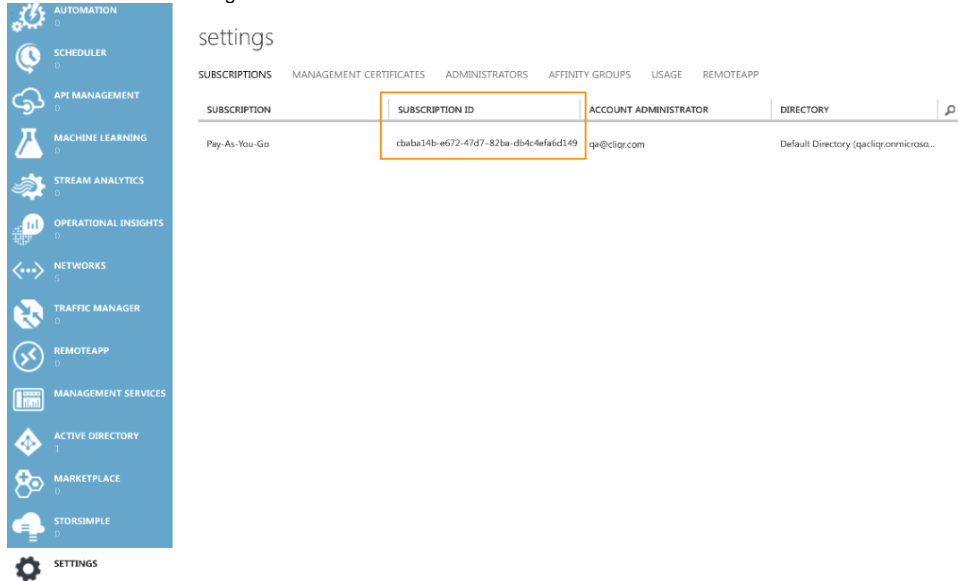 AUTOMATION
0
SCHEDULER
0
API MANAGEMENT
0
MACHINE LEARNING
0
STREAM ANALYTICS
0
OPERATIONAL INSIGHTS
0
NETWORKS
5
TRAFFIC MANAGER
0
REMOTEAPP
0
MANAGEMENT SERVICES
ACTIVE DIRECTORY
1
MARKETPLACE
0
STORSIMPLE
0
SETTINGS
settings
SUBSCRIPTIONS MANAGEMENT CERTIFICATES ADMINISTRATORS AFFINITY GROUPS USAGE REMOTEAPP
SUBSCRIPTION SUBSCRIPTION ID ACCOUNT ADMINISTRATOR DIRECTORY
Pay-As-You-Go cbaba14b-e672-47d7-82ba-db4c4efa6d149 qa@cliqr.com Default Directory (qacliqr.onmicroso...